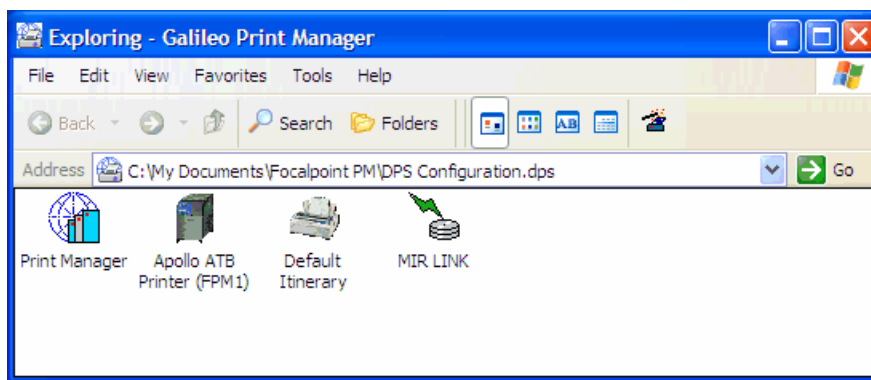 Exploring - Galileo Print Manager
File Edit View Favorites Tools Help
Back Search Folders AB
Address C:\My Documents\Focalpoint PM\DPS Configuration.dps Go
Print Manager Apollo ATB Default MIR LINK
Printer (FPM1) Itinerary